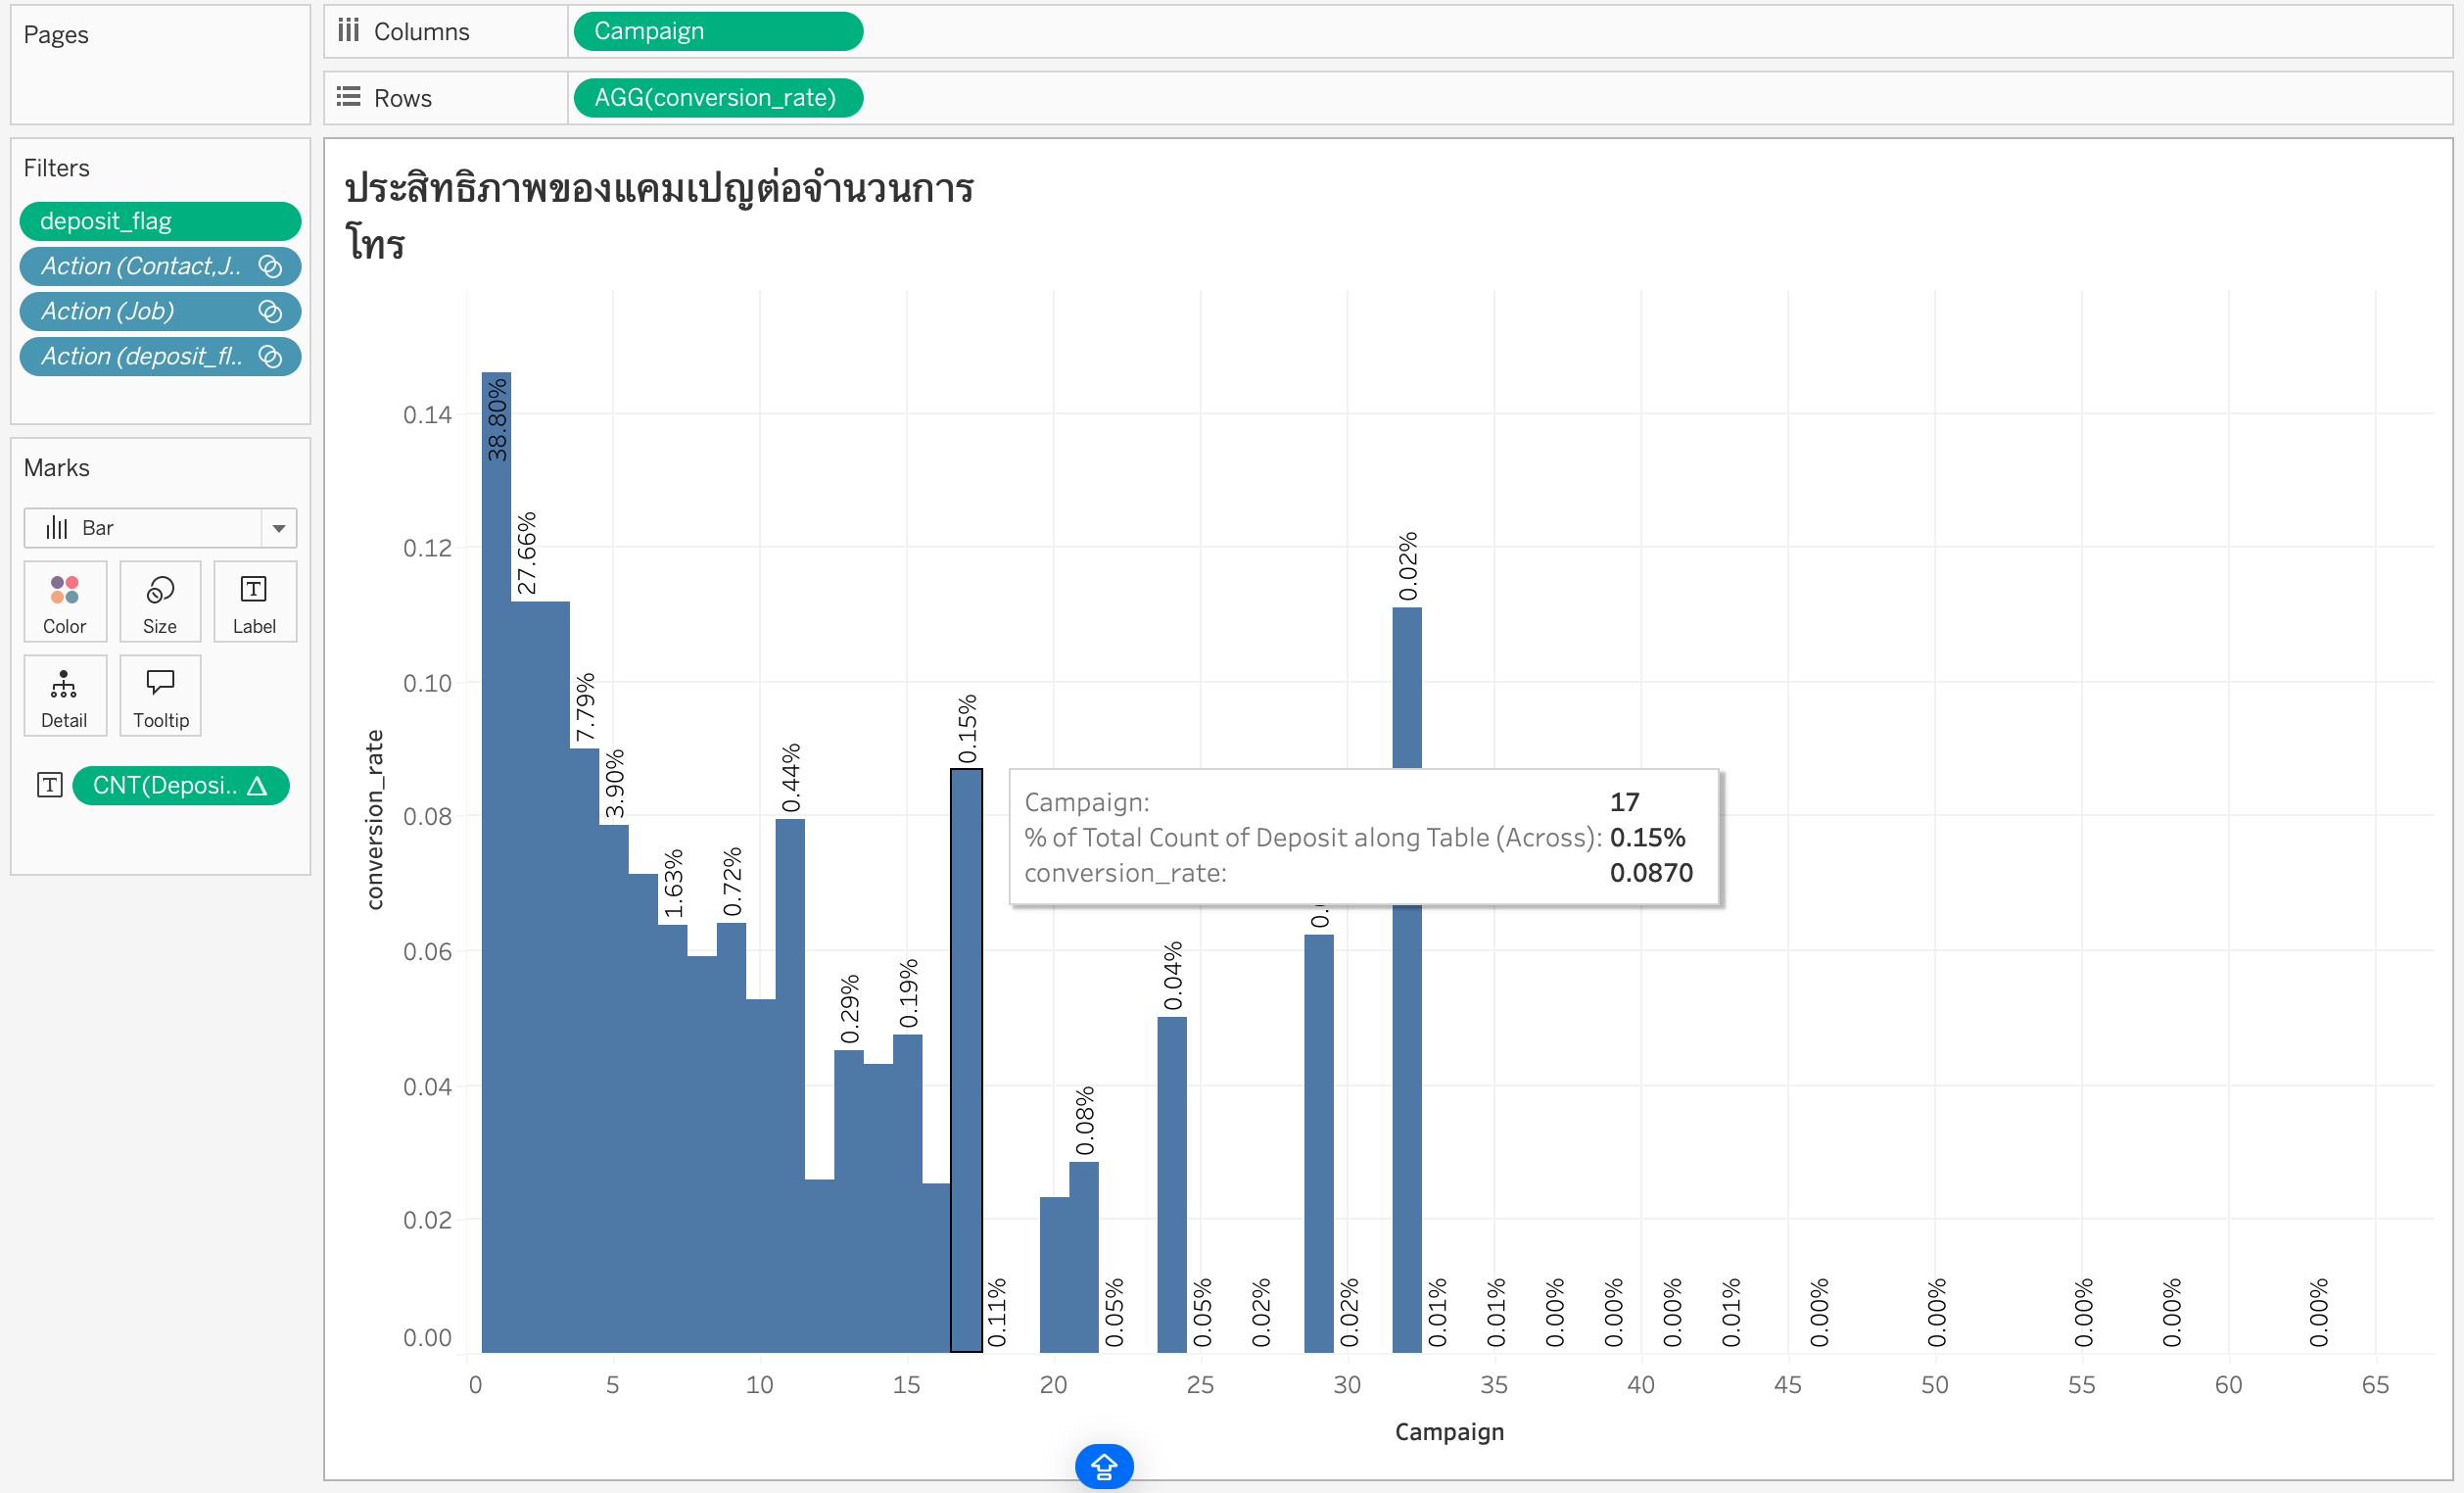 Pages
Columns
Campaign
Rows
AGG(conversion_rate)
Filters
deposit_flag
Action (Contact,J..
Action (Job)
Action (deposit_fl..
Marks
Bar
Color
Size
Label
Detail
Tooltip
CNT(Deposi..
ประสิทธิภาพของแคมเปญต่อจำนวนการ
โทร
conversion_rate
0.14
0.12
0.10
0.08
0.06
0.04
0.02
0.00
38.80%
27.66%
7.79%
3.90%
1.63%
0.72%
0.44%
0.29%
0.19%
0.15%
0.11%
0.08%
0.05%
0.04%
0.05%
0.02%
0.02%
0.02%
0.01%
0.01%
0.00%
0.00%
0.00%
0.01%
0.00%
0.00%
0.00%
0.00%
0.00%
Campaign: 17
% of Total Count of Deposit along Table (Across): 0.15%
conversion_rate: 0.0870
0 5 10 15 20 25 30 35 40 45 50 55 60 65
Campaign